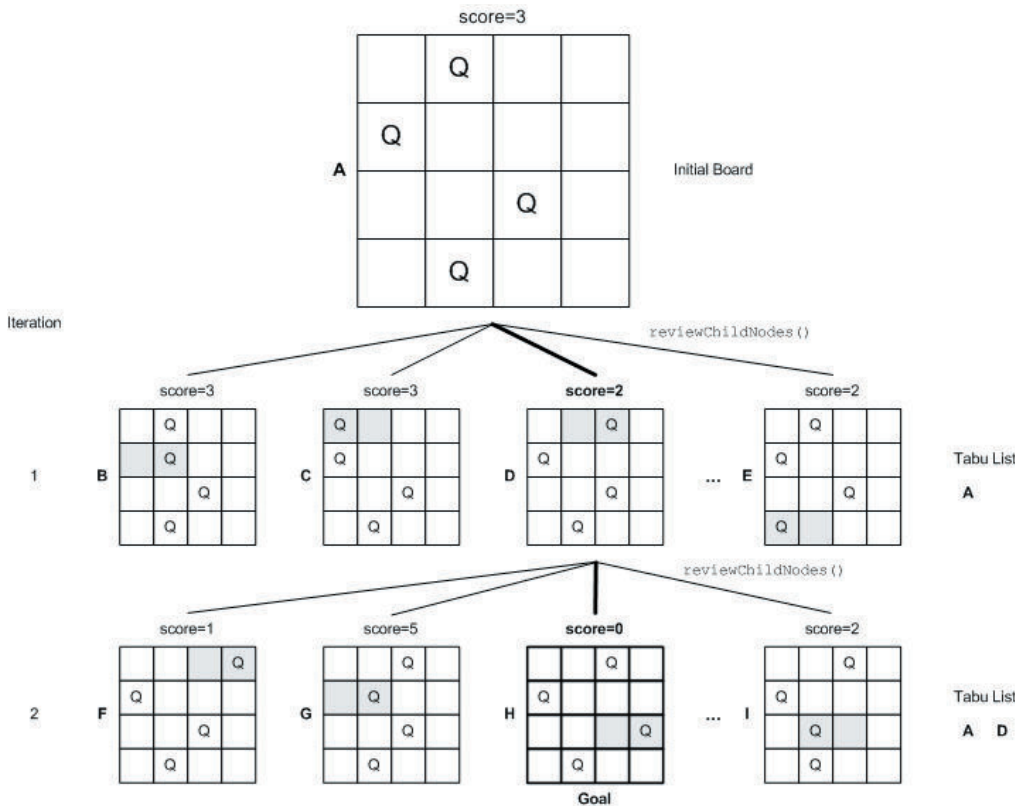 score=3
Q
Q
A
Initial Board
Q
Q
Iteration
reviewChildNodes()
score=3 score=3 score=2 score=2
Q Q Q Q
Q Q Q Q
1 B C D ... E Tabu List
Q Q Q Q A
Q Q Q Q
reviewChildNodes()
score=1 score=5 score=0 score=2
Q Q Q Q
Q Q Q Q
2 F G H ... I Tabu List
Q Q Q Q A D
Q Q Q Q
Goal